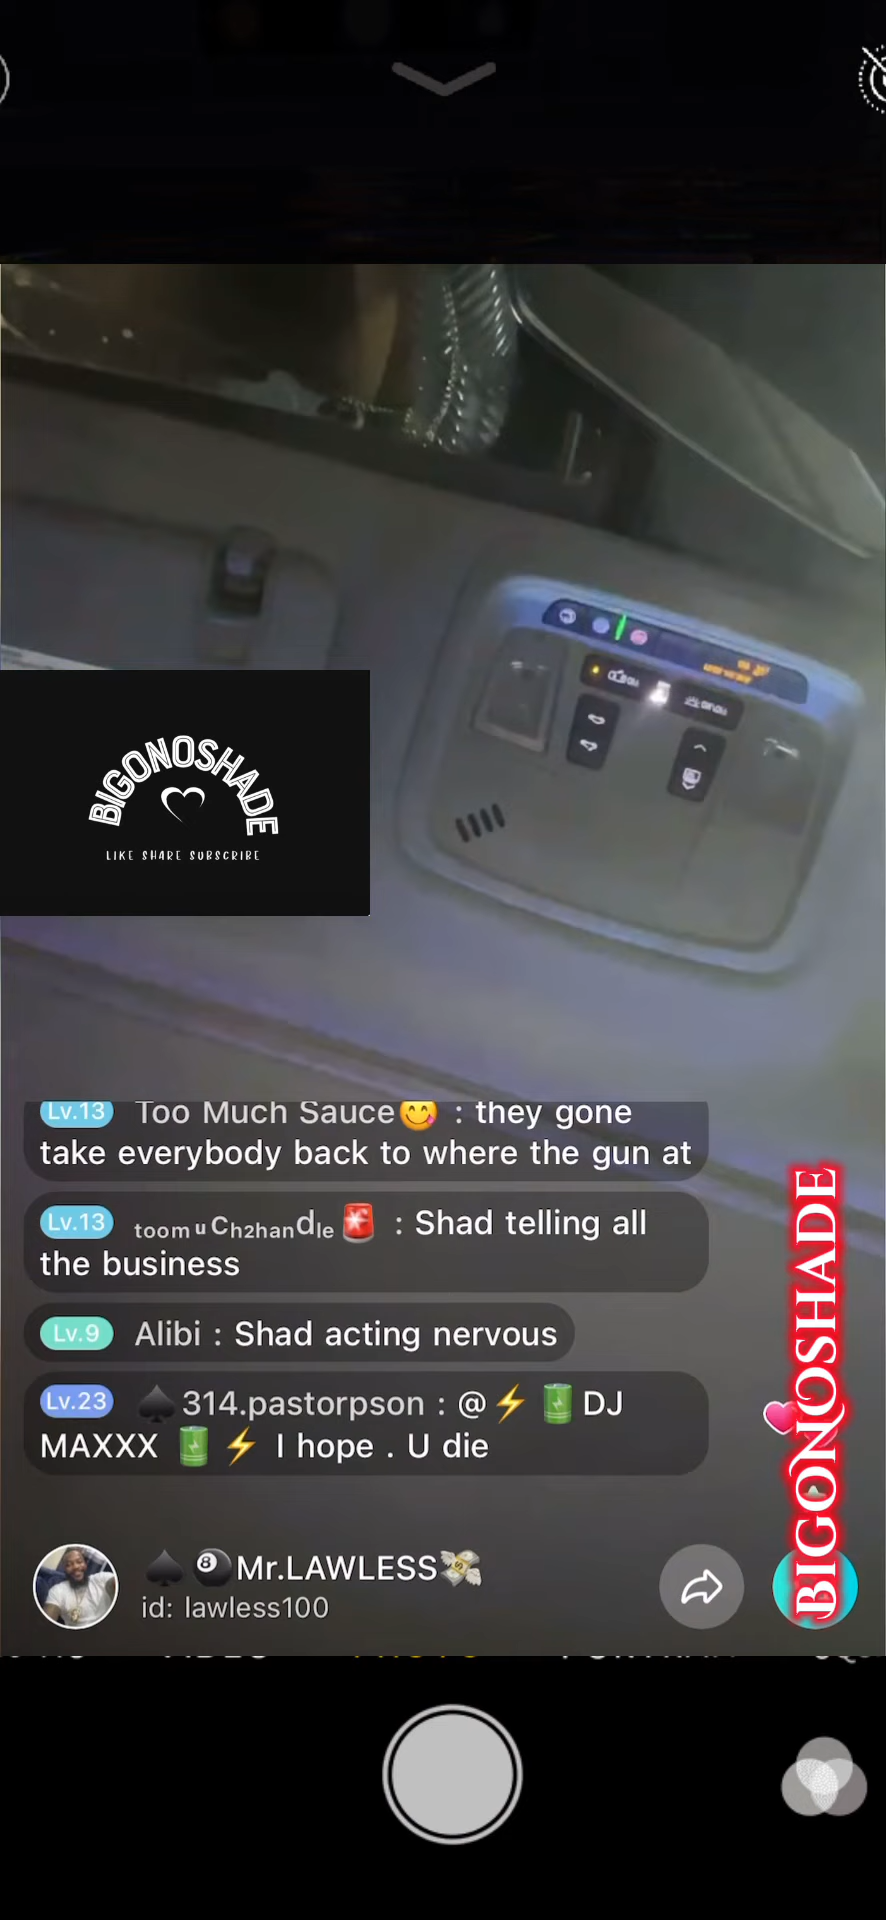 BIGONOSHADE
LIKE SHARE SUBSCRIBE
Lv.13 Too Much Sauce😋 : they gone
take everybody back to where the gun at
Lv.13 toomuCh2handle🚨 : Shad telling all
the business
Lv.9 Alibi : Shad acting nervous
Lv.23 ♠️314.pastorpson : @⚡🔋DJ
MAXXX 🔋⚡ I hope . U die
♠️🎱Mr.LAWLESS💸
id: lawless100
BIGONOSHADE